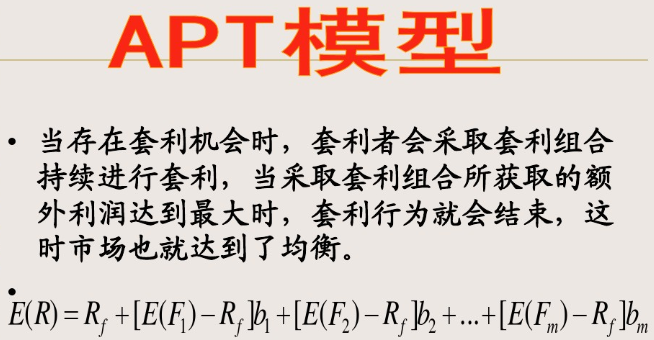 APT模型
• 当存在套利机会时，套利者会采取套利组合
持续进行套利，当采取套利组合所获取的额
外利润达到最大时，套利行为就会结束，这
时市场也就达到了均衡。
•
E(R) = R_f + [E(F_1) − R_f]b_1 + [E(F_2) − R_f]b_2 + ... + [E(F_m) − R_f]b_m